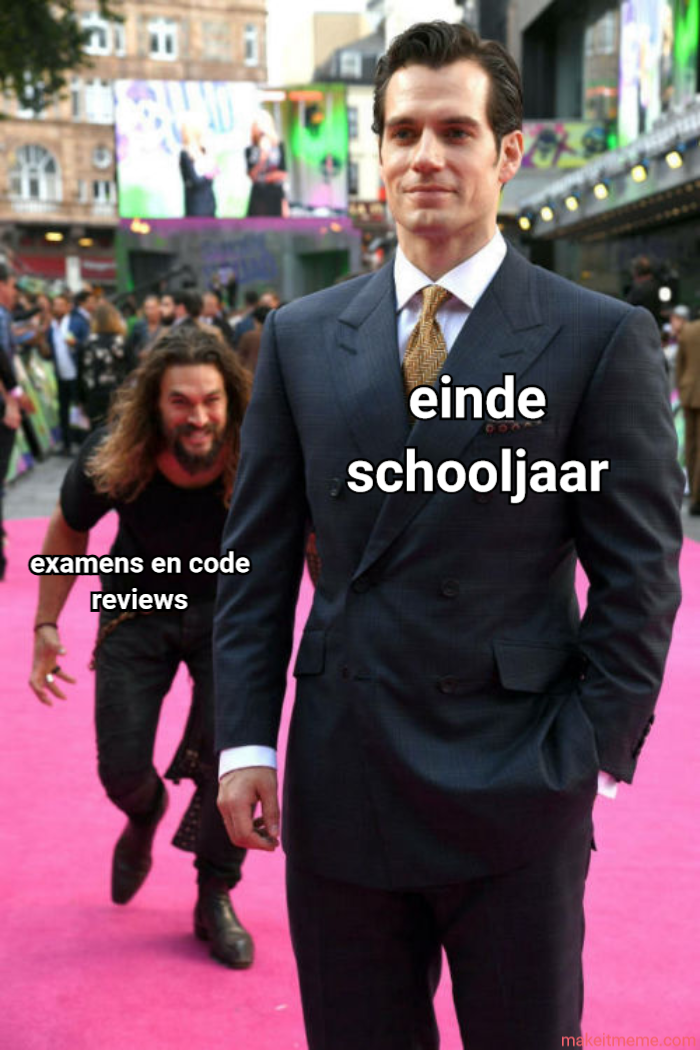 einde
schooljaar
examens en code
reviews
makeitmeme.com